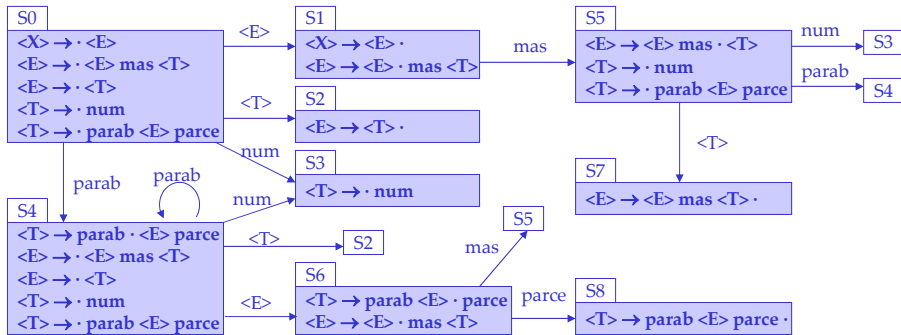 S0
<X> → · <E>
<E> → · <E> mas <T>
<E> → · <T>
<T> → · num
<T> → · parab <E> parce
<E>
S1
<X> → <E> ·
<E> → <E> · mas <T>
mas
S5
<E> → <E> mas · <T>
<T> → · num
<T> → · parab <E> parce
num
S3
parab
S4
<T>
S2
<E> → <T> ·
<T>
S7
<E> → <E> mas <T> ·
num
S3
<T> → · num
parab
S4
<T> → parab · <E> parce
<E> → · <E> mas <T>
<E> → · <T>
<T> → · num
<T> → · parab <E> parce
parab
num
<T>
S2
<E>
S6
<T> → parab <E> · parce
<E> → <E> · mas <T>
mas
S5
parce
S8
<T> → parab <E> parce ·